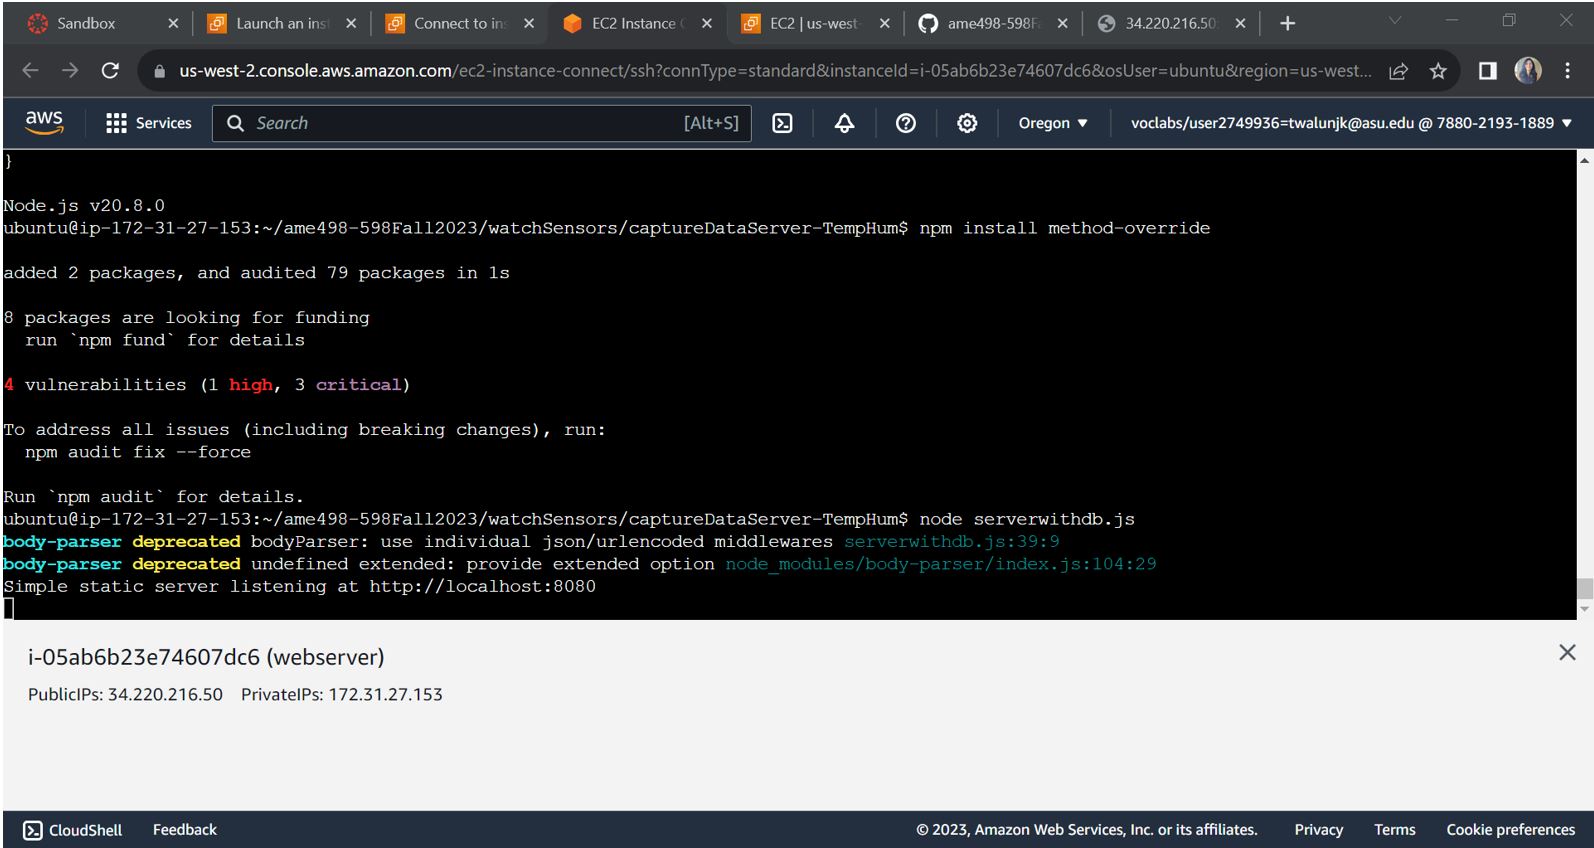 Sandbox
Launch an inst
Connect to ins
EC2 Instance C
EC2 | us-west-
ame498-598Fa
34.220.216.50:
us-west-2.console.aws.amazon.com/ec2-instance-connect/ssh?connType=standard&instanceId=i-05ab6b23e74607dc6&osUser=ubuntu&region=us-west...
aws
Services
Search
[Alt+S]
Oregon
voclabs/user2749936=twalunjk@asu.edu @ 7880-2193-1889
}
Node.js v20.8.0
ubuntu@ip-172-31-27-153:~/ame498-598Fall2023/watchSensors/captureDataServer-TempHum$ npm install method-override
added 2 packages, and audited 79 packages in 1s
8 packages are looking for funding
  run `npm fund` for details
4 vulnerabilities (1 high, 3 critical)
To address all issues (including breaking changes), run:
  npm audit fix --force
Run `npm audit` for details.
ubuntu@ip-172-31-27-153:~/ame498-598Fall2023/watchSensors/captureDataServer-TempHum$ node serverwithdb.js
body-parser deprecated bodyParser: use individual json/urlencoded middlewares serverwithdb.js:39:9
body-parser deprecated undefined extended: provide extended option node_modules/body-parser/index.js:104:29
Simple static server listening at http://localhost:8080
i-05ab6b23e74607dc6 (webserver)
PublicIPs: 34.220.216.50 PrivateIPs: 172.31.27.153
CloudShell
Feedback
© 2023, Amazon Web Services, Inc. or its affiliates.
Privacy
Terms
Cookie preferences